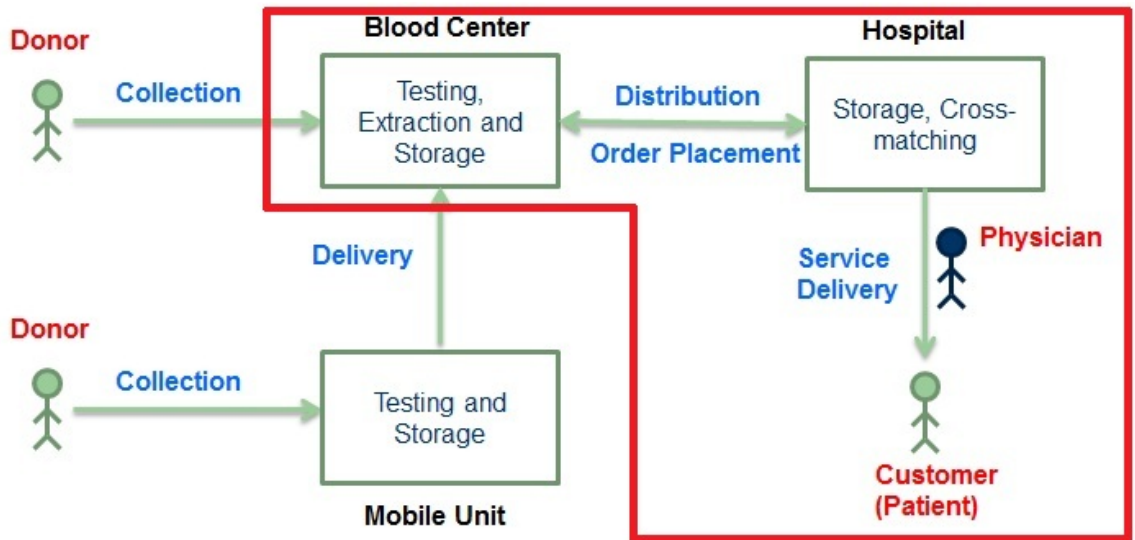 Blood Center
Hospital
Donor
Collection
Testing,
Extraction and
Storage
Distribution
Order Placement
Storage, Cross-
matching
Delivery
Service
Delivery
Physician
Donor
Collection
Testing and
Storage
Mobile Unit
Customer
(Patient)